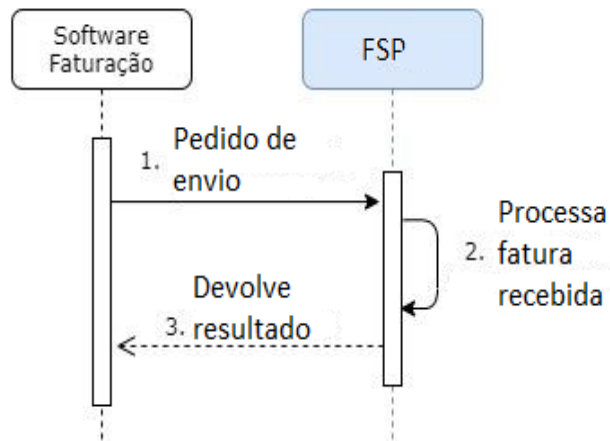 Software
Faturação
FSP
1. Pedido de
envio
2. Processa
fatura
recebida
3. Devolve
resultado